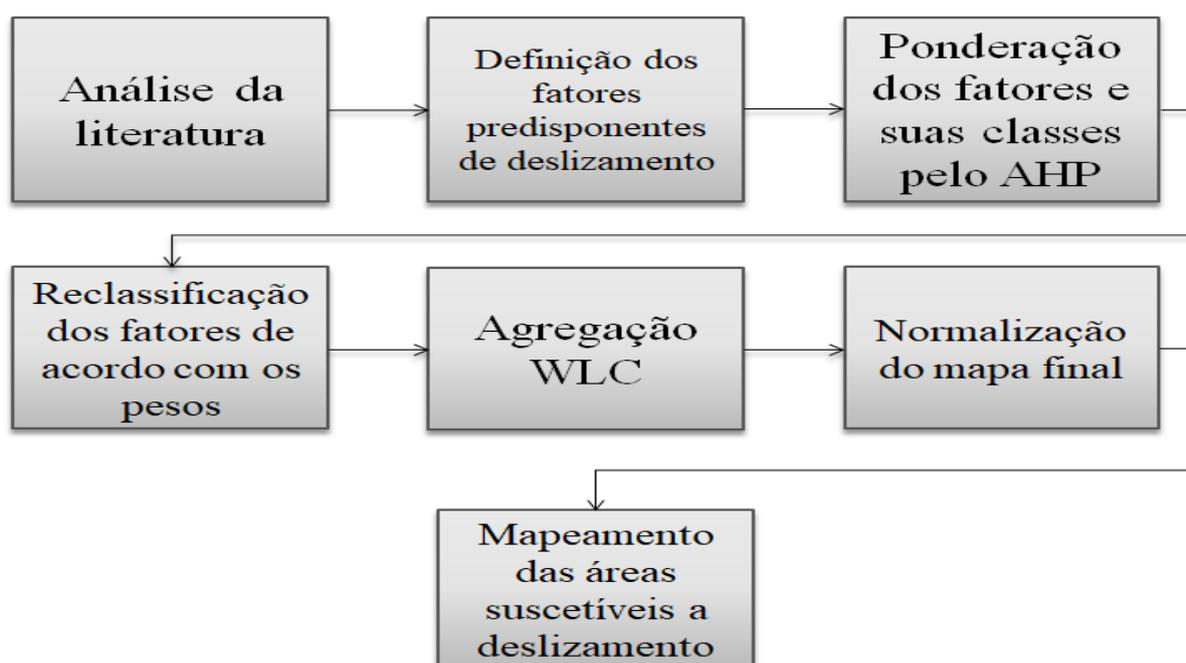 Análise da
literatura
Definição dos
fatores
predisponentes
de deslizamento
Ponderação
dos fatores e
suas classes
pelo AHP
Reclassificação
dos fatores de
acordo com os
pesos
Agregação
WLC
Normalização
do mapa final
Mapeamento
das áreas
suscetíveis a
deslizamento